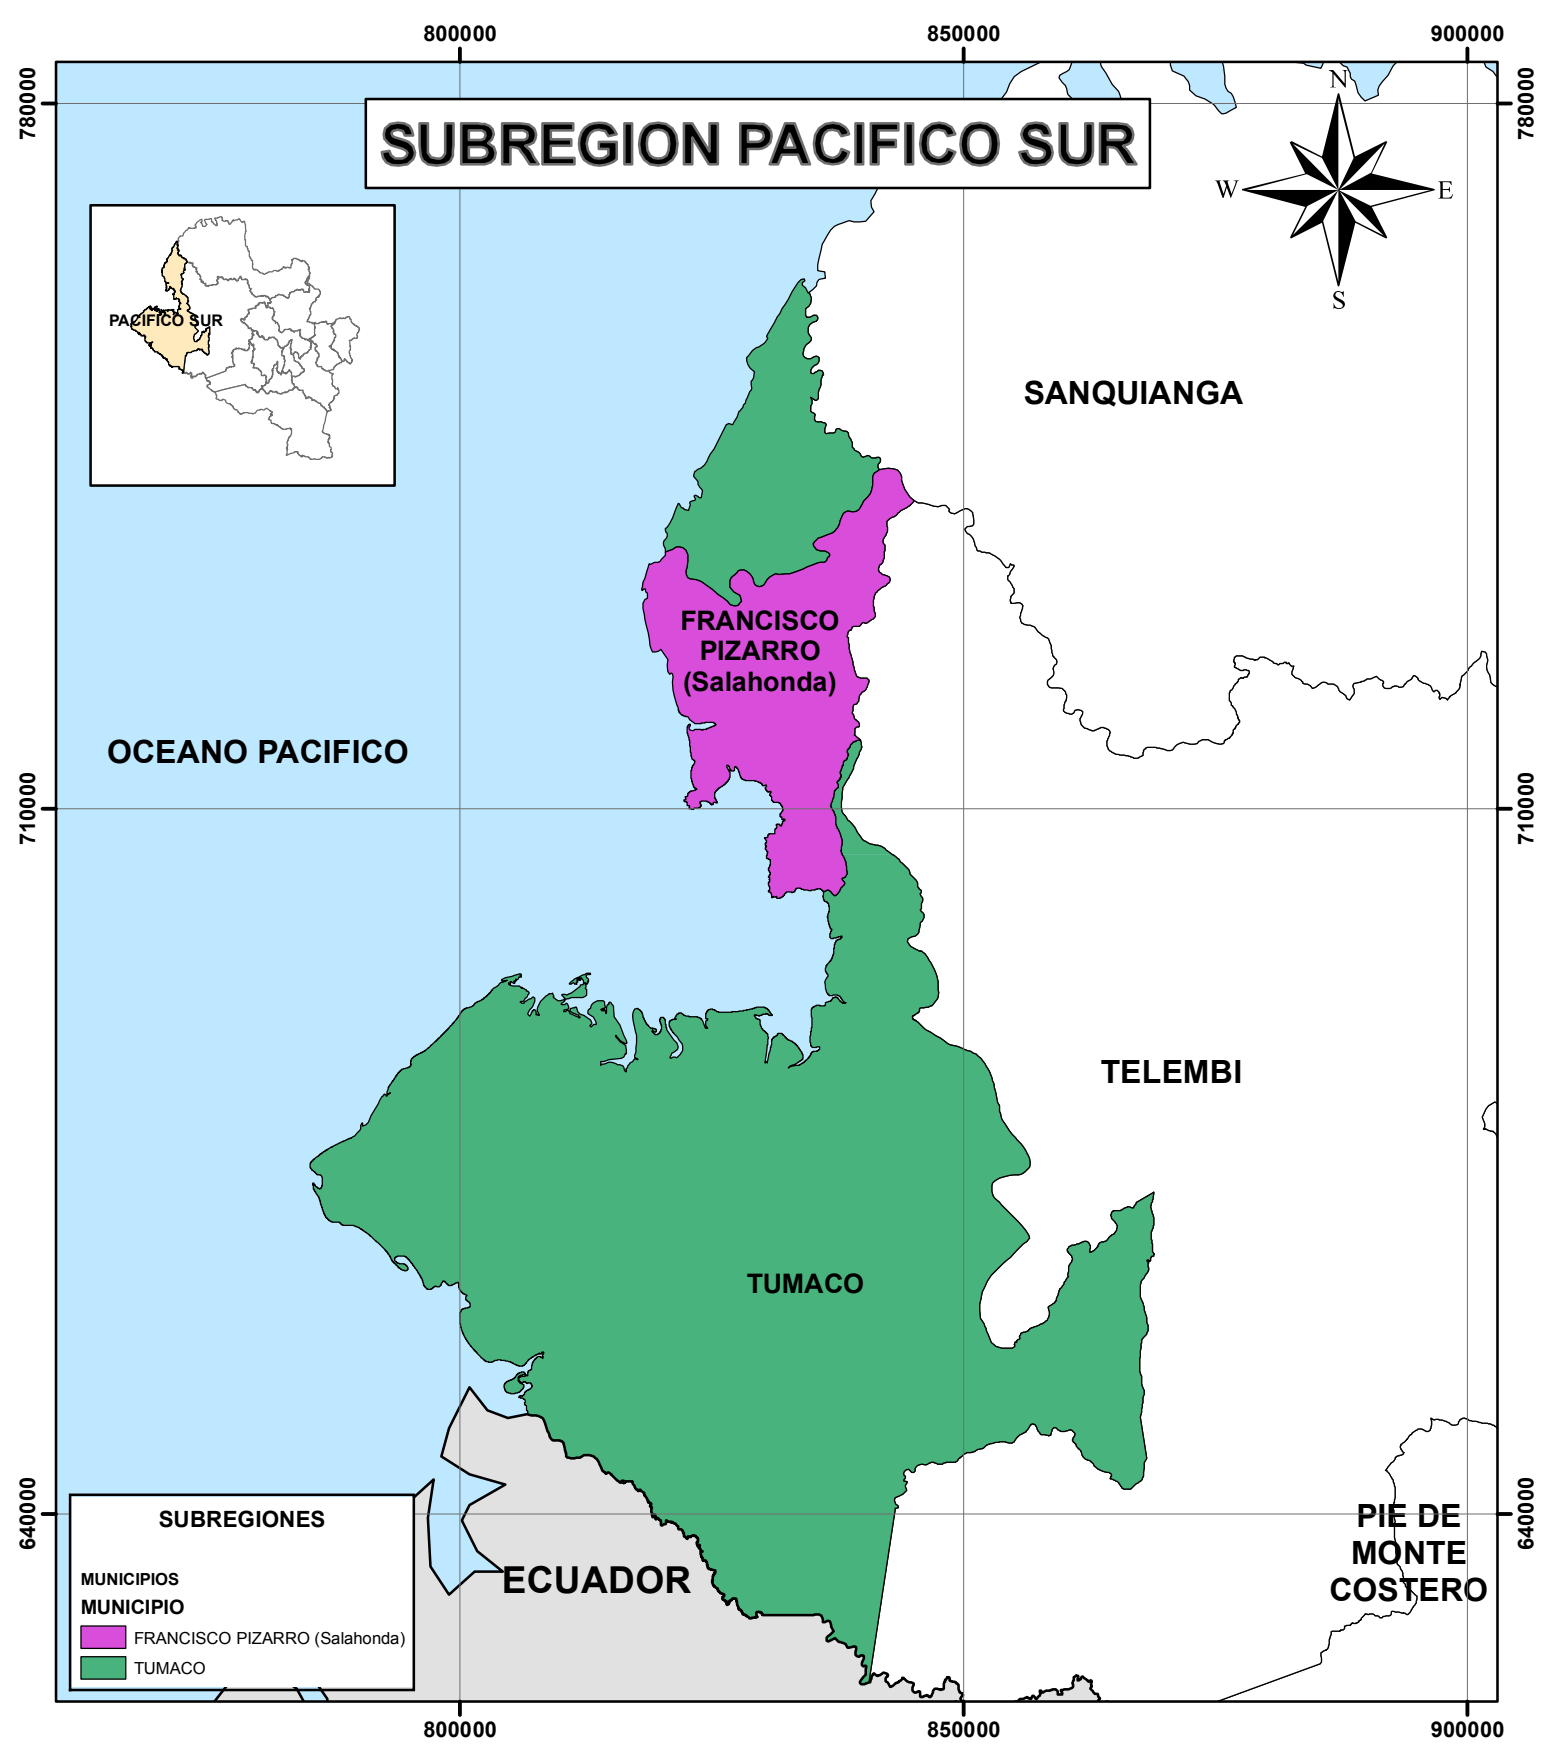 800000
850000
900000
780000
780000
SUBREGION PACIFICO SUR
N
W
E
S
PACIFICO SUR
SANQUIANGA
FRANCISCO
PIZARRO
(Salahonda)
OCEANO PACIFICO
710000
710000
TELEMBI
TUMACO
640000
640000
PIE DE
MONTE
COSTERO
ECUADOR
SUBREGIONES
MUNICIPIOS
MUNICIPIO
FRANCISCO PIZARRO (Salahonda)
TUMACO
800000
850000
900000